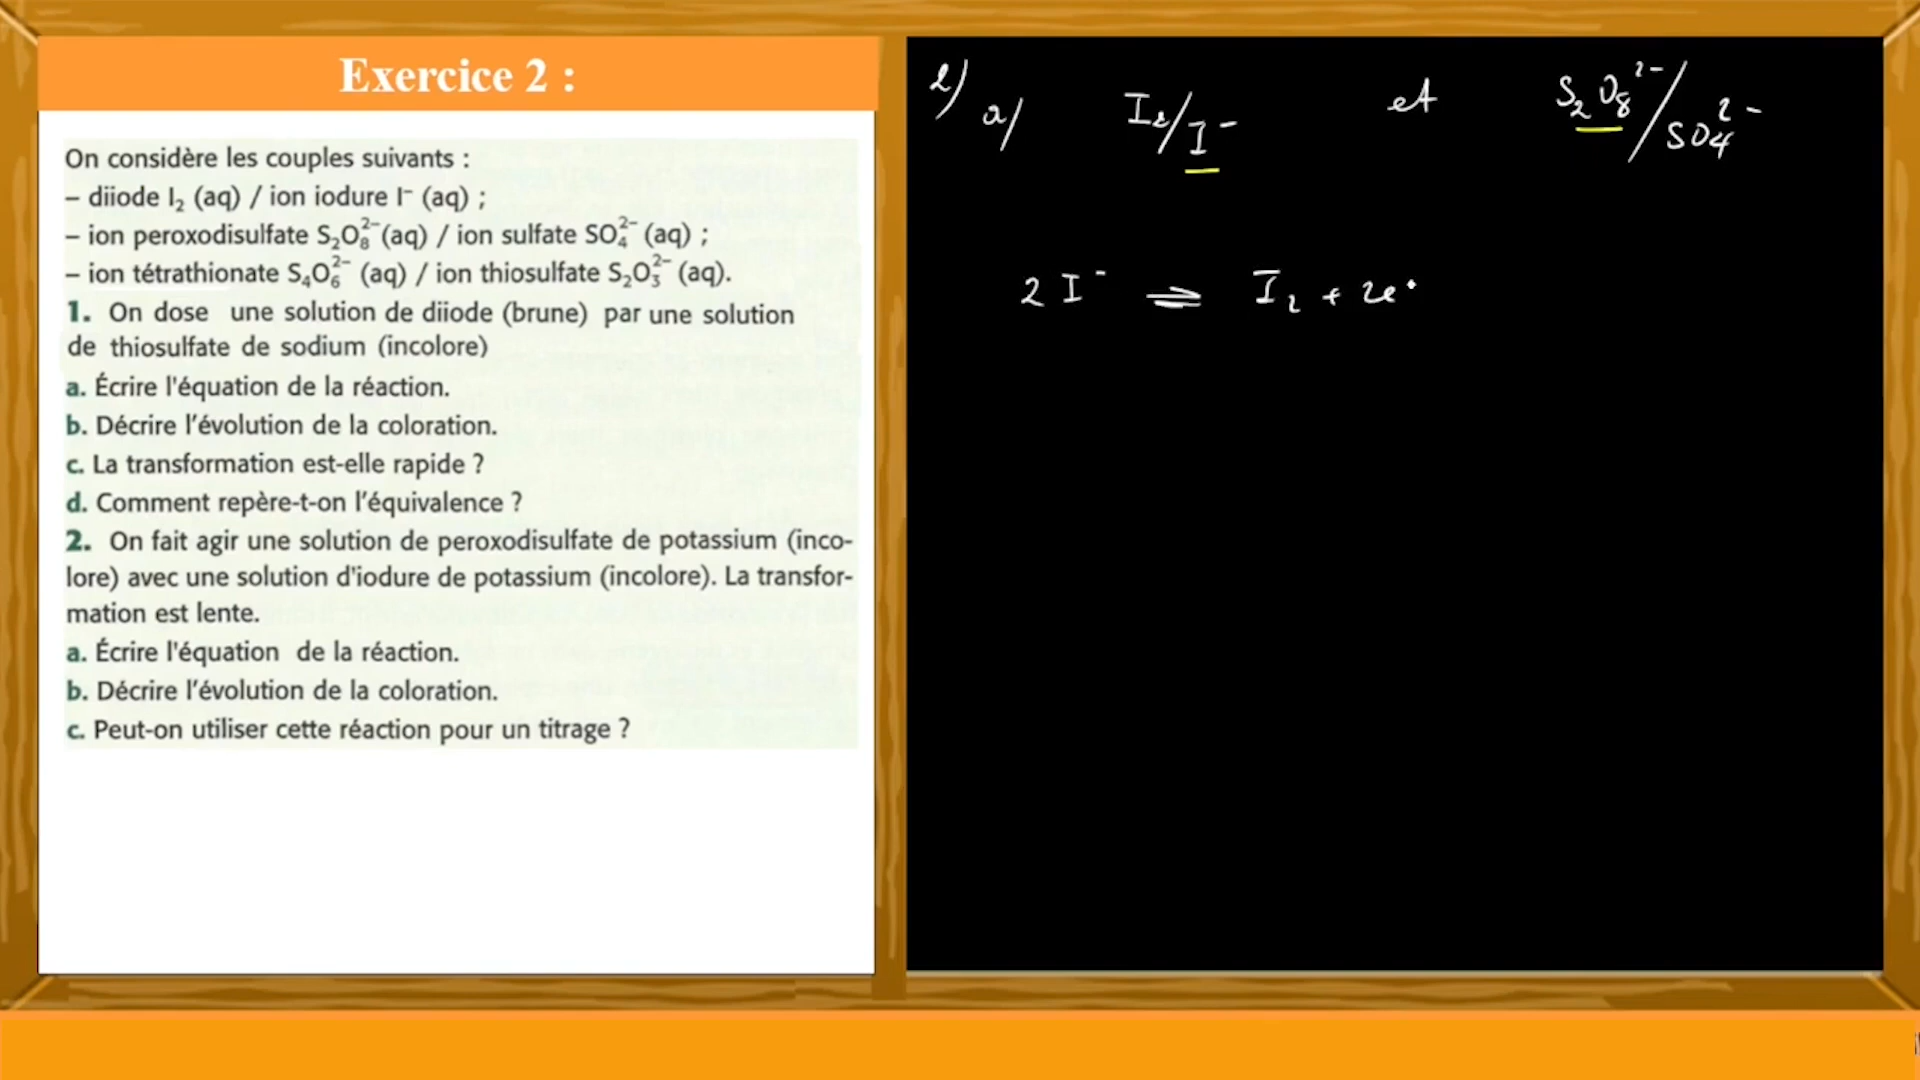 Exercice 2 :
On considère les couples suivants :
– diiode I₂ (aq) / ion iodure I⁻ (aq) ;
– ion peroxodisulfate S₂O₈²⁻(aq) / ion sulfate SO₄²⁻ (aq) ;
– ion tétrathionate S₄O₆²⁻ (aq) / ion thiosulfate S₂O₃²⁻ (aq).
1. On dose une solution de diiode (brune) par une solution
de thiosulfate de sodium (incolore)
a. Écrire l'équation de la réaction.
b. Décrire l'évolution de la coloration.
c. La transformation est-elle rapide ?
d. Comment repère-t-on l'équivalence ?
2. On fait agir une solution de peroxodisulfate de potassium (inco-
lore) avec une solution d'iodure de potassium (incolore). La transfor-
mation est lente.
a. Écrire l'équation de la réaction.
b. Décrire l'évolution de la coloration.
c. Peut-on utiliser cette réaction pour un titrage ?
2) a) I₂/I⁻ et S₂O₈²⁻/SO₄²⁻
2 I⁻ ⇌ I₂ + 2e⁻